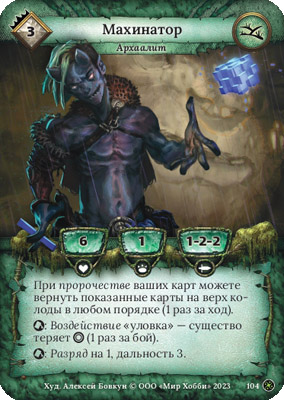 3
Махинатор
Архаалит
6
1
1-2-2
При пророчестве ваших карт можете
вернуть показанные карты на верх ко-
лоды в любом порядке (1 раз за ход).
: Воздействие «уловка» — существо
теряет (1 раз за бой).
: Разряд на 1, дальность 3.
Худ. Алексей Бовкун © ООО «Мир Хобби» 2023
104